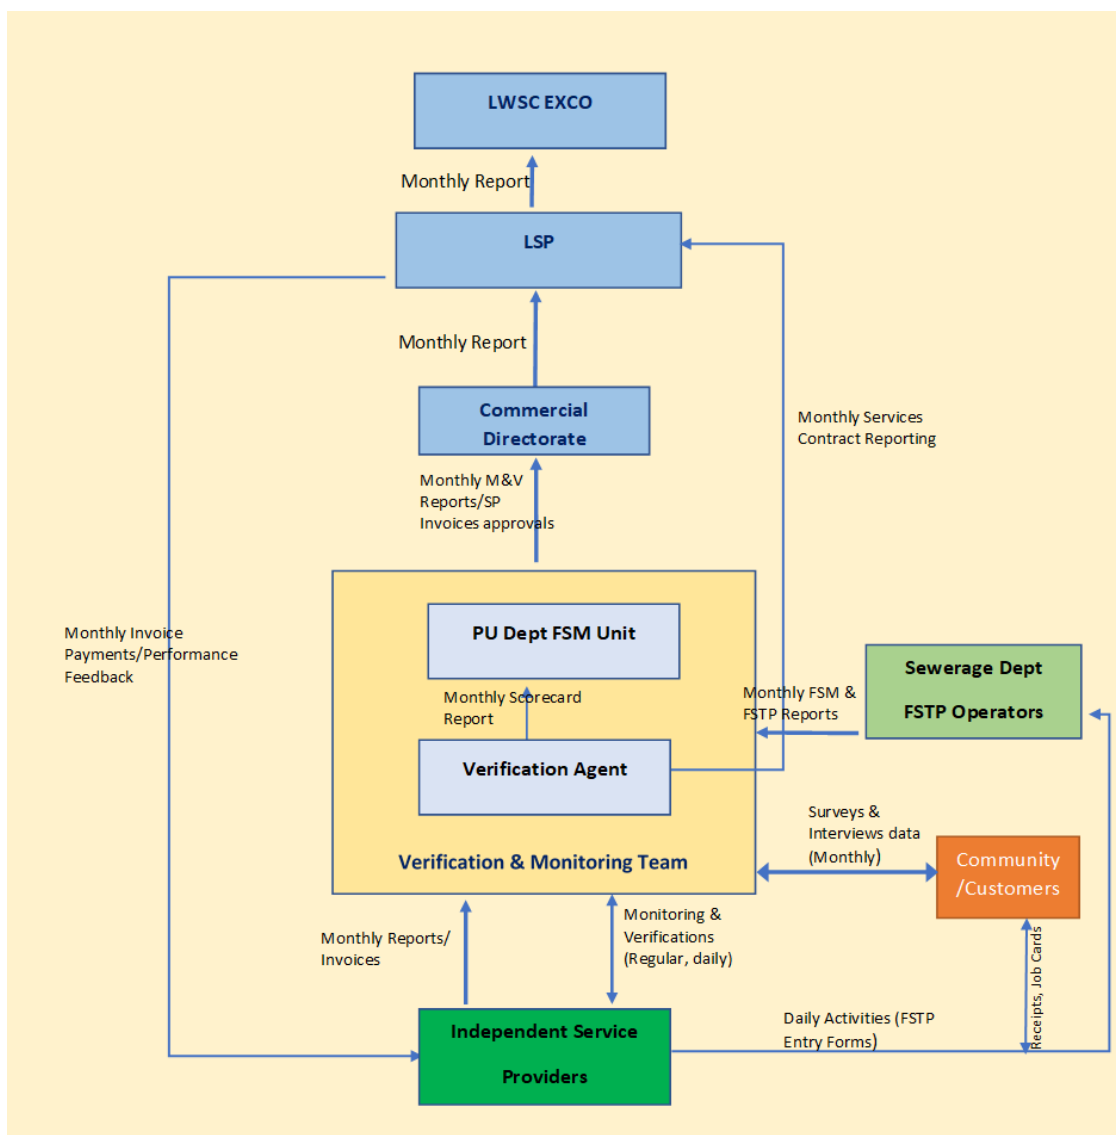 LWSC EXCO
Monthly Report
LSP
Monthly Report
Commercial
Directorate
Monthly Services
Contract Reporting
Monthly M&V
Reports/SP
Invoices approvals
PU Dept FSM Unit
Monthly Invoice
Payments/Performance
Feedback
Sewerage Dept
FSTP Operators
Monthly Scorecard
Report
Monthly FSM &
FSTP Reports
Verification Agent
Surveys &
Interviews data
(Monthly)
Verification & Monitoring Team
Community
/Customers
Monthly Reports/
Invoices
Monitoring &
Verifications
(Regular, daily)
Receipts, Job Cards
Daily Activities (FSTP
Entry Forms)
Independent Service
Providers